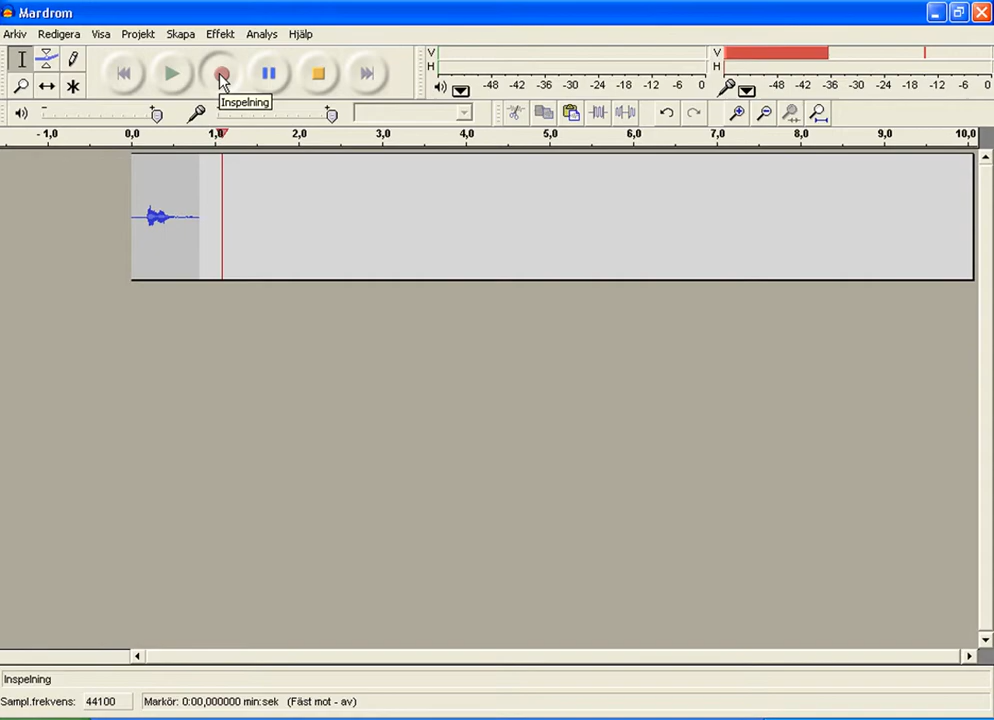 Mardrom
Arkiv Redigera Visa Projekt Skapa Effekt Analys Hjälp
V
H
-48 -42 -36 -30 -24 -18 -12 -6 0
V
H
-48 -42 -36 -30 -24 -18 -12 -6 0
Inspelning
- 1,0 0,0 1,0 2,0 3,0 4,0 5,0 6,0 7,0 8,0 9,0 10,0
Inspelning
Sampl.frekvens: 44100 Markör: 0:00,000000 min:sek (Fäst mot - av)